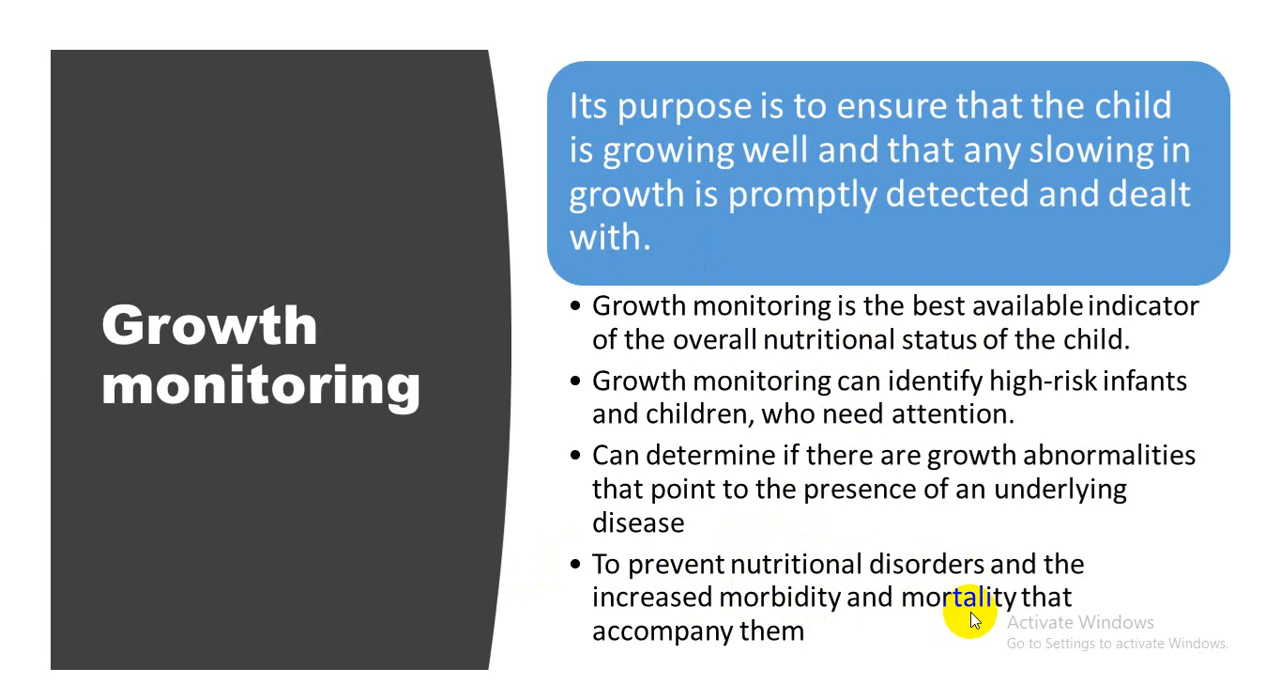 Growth
monitoring
Its purpose is to ensure that the child
is growing well and that any slowing in
growth is promptly detected and dealt
with.
• Growth monitoring is the best available indicator
of the overall nutritional status of the child.
• Growth monitoring can identify high-risk infants
and children, who need attention.
• Can determine if there are growth abnormalities
that point to the presence of an underlying
disease
• To prevent nutritional disorders and the
increased morbidity and mortality that
accompany them
Activate Windows
Go to Settings to activate Windows.